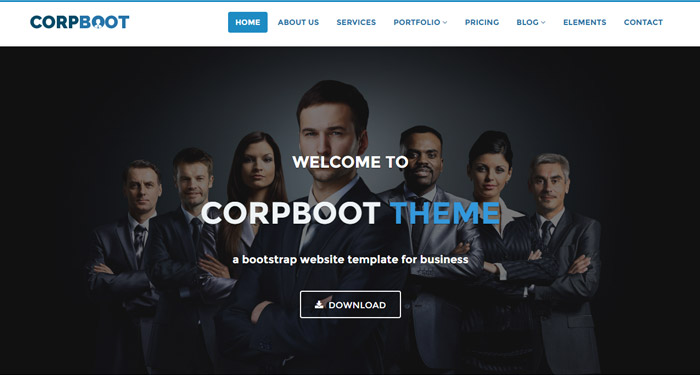 CORPBOOT
HOME ABOUT US SERVICES PORTFOLIO PRICING BLOG ELEMENTS CONTACT
WELCOME TO
CORPBOOT THEME
a bootstrap website template for business
DOWNLOAD